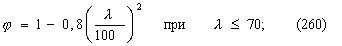 φ = 1 − 0,8(λ/100)² при λ ≤ 70; (260)